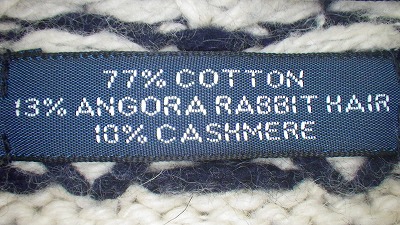 77% COTTON
13% ANGORA RABBIT HAIR
10% CASHMERE